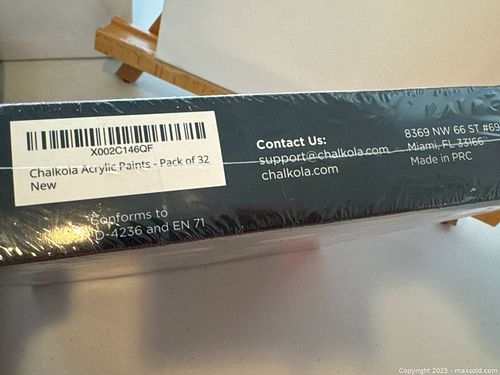 X002C146QF
Chalkola Acrylic Paints - Pack of 32
New
Conforms to
D-4236 and EN 71
Contact Us:
support@chalkola.com
chalkola.com
8369 NW 66 ST #69
Miami, FL 33166
Made in PRC
Copyright 2025 - maxsold.com